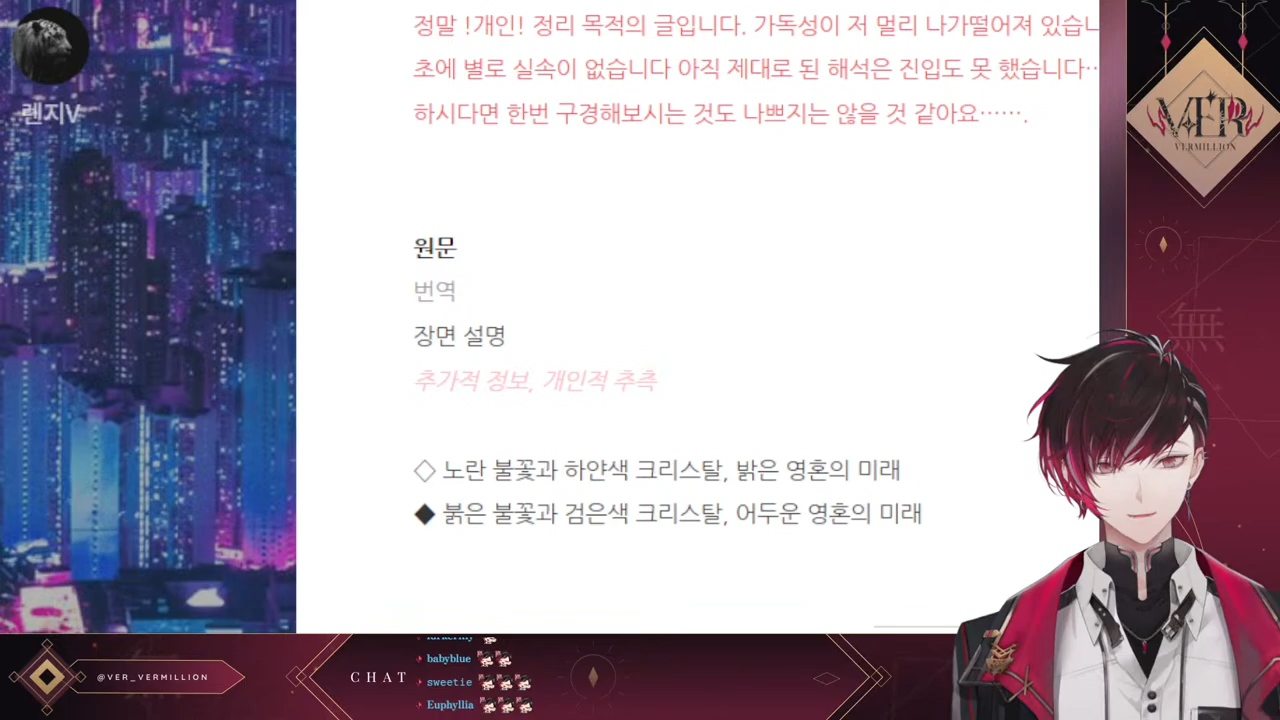 렌지V
정말 !개인! 정리 목적의 글입니다. 가독성이 저 멀리 나가떨어져 있습니
초에 별로 실속이 없습니다 아직 제대로 된 해석은 진입도 못 했습니다…
하시다면 한번 구경해보시는 것도 나쁘지는 않을 것 같아요…….
원문
번역
장면 설명
추가적 정보, 개인적 추측
◇ 노란 불꽃과 하얀색 크리스탈, 밝은 영혼의 미래
◆ 붉은 불꽃과 검은색 크리스탈, 어두운 영혼의 미래
VER
VERMILLION
無
@VER_VERMILLION
CHAT
babyblue
sweetie
Euphyllia